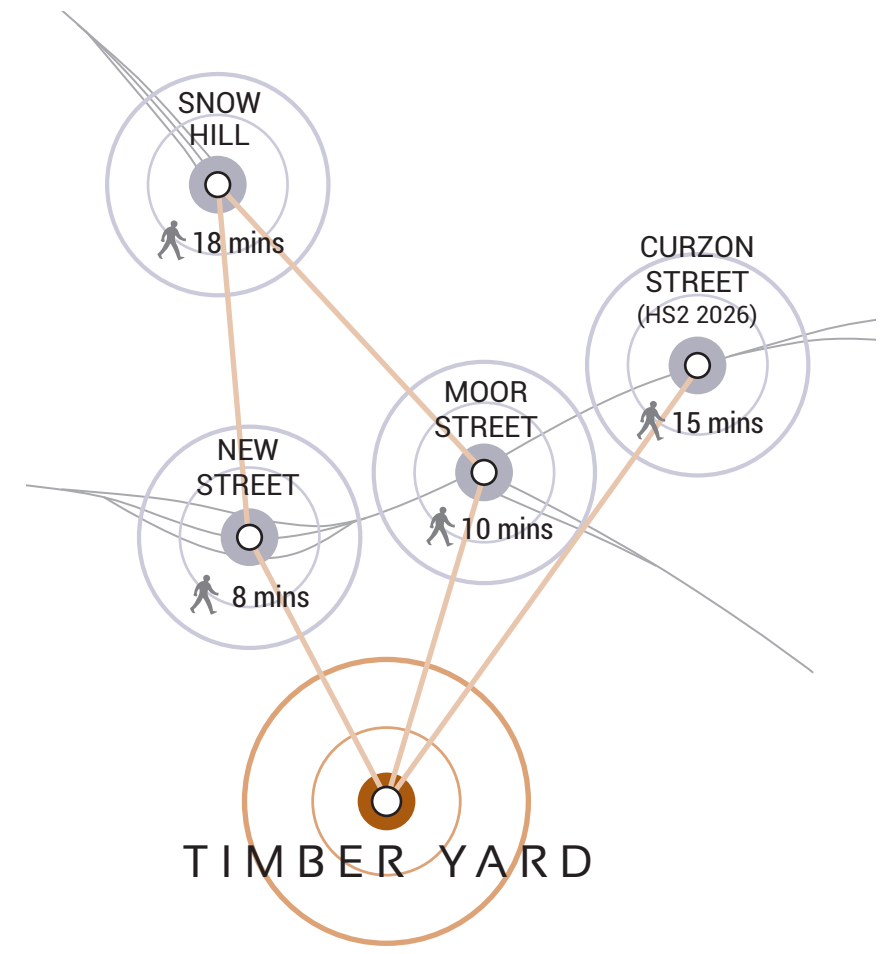 SNOW
HILL
18 mins
CURZON
STREET
(HS2 2026)
15 mins
MOOR
STREET
10 mins
NEW
STREET
8 mins
TIMBER YARD